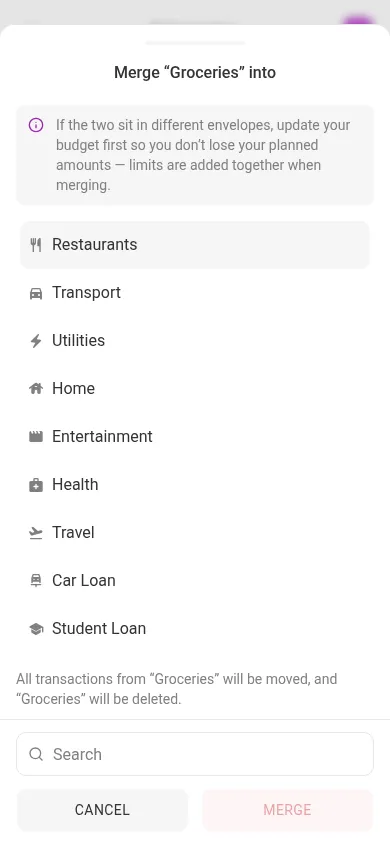 Merge “Groceries” into
If the two sit in different envelopes, update your
budget first so you don’t lose your planned
amounts — limits are added together when
merging.
Restaurants
Transport
Utilities
Home
Entertainment
Health
Travel
Car Loan
Student Loan
All transactions from “Groceries” will be moved, and
“Groceries” will be deleted.
Search
CANCEL
MERGE